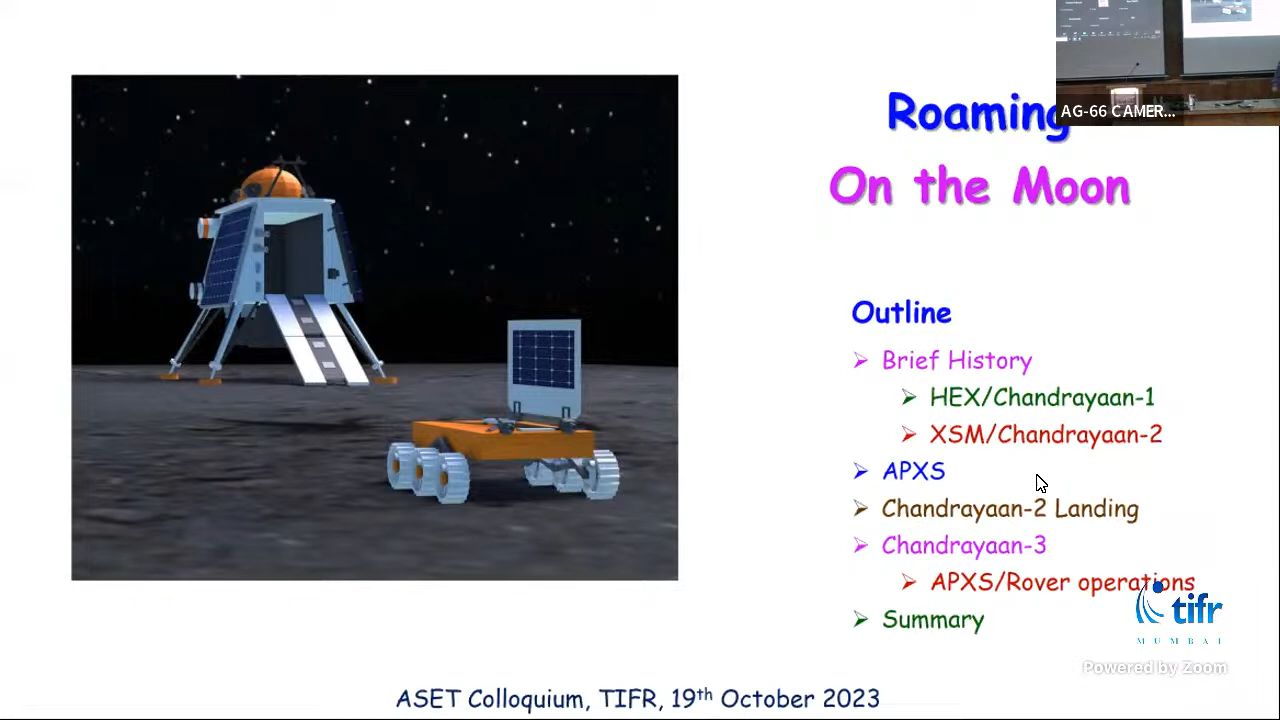 Roaming
On the Moon
AG-66 CAMER...
Outline
➢ Brief History
➢ HEX/Chandrayaan-1
➢ XSM/Chandrayaan-2
➢ APXS
➢ Chandrayaan-2 Landing
➢ Chandrayaan-3
➢ APXS/Rover operations
➢ Summary
tifr
MUMBAI
Powered by Zoom
ASET Colloquium, TIFR, 19th October 2023